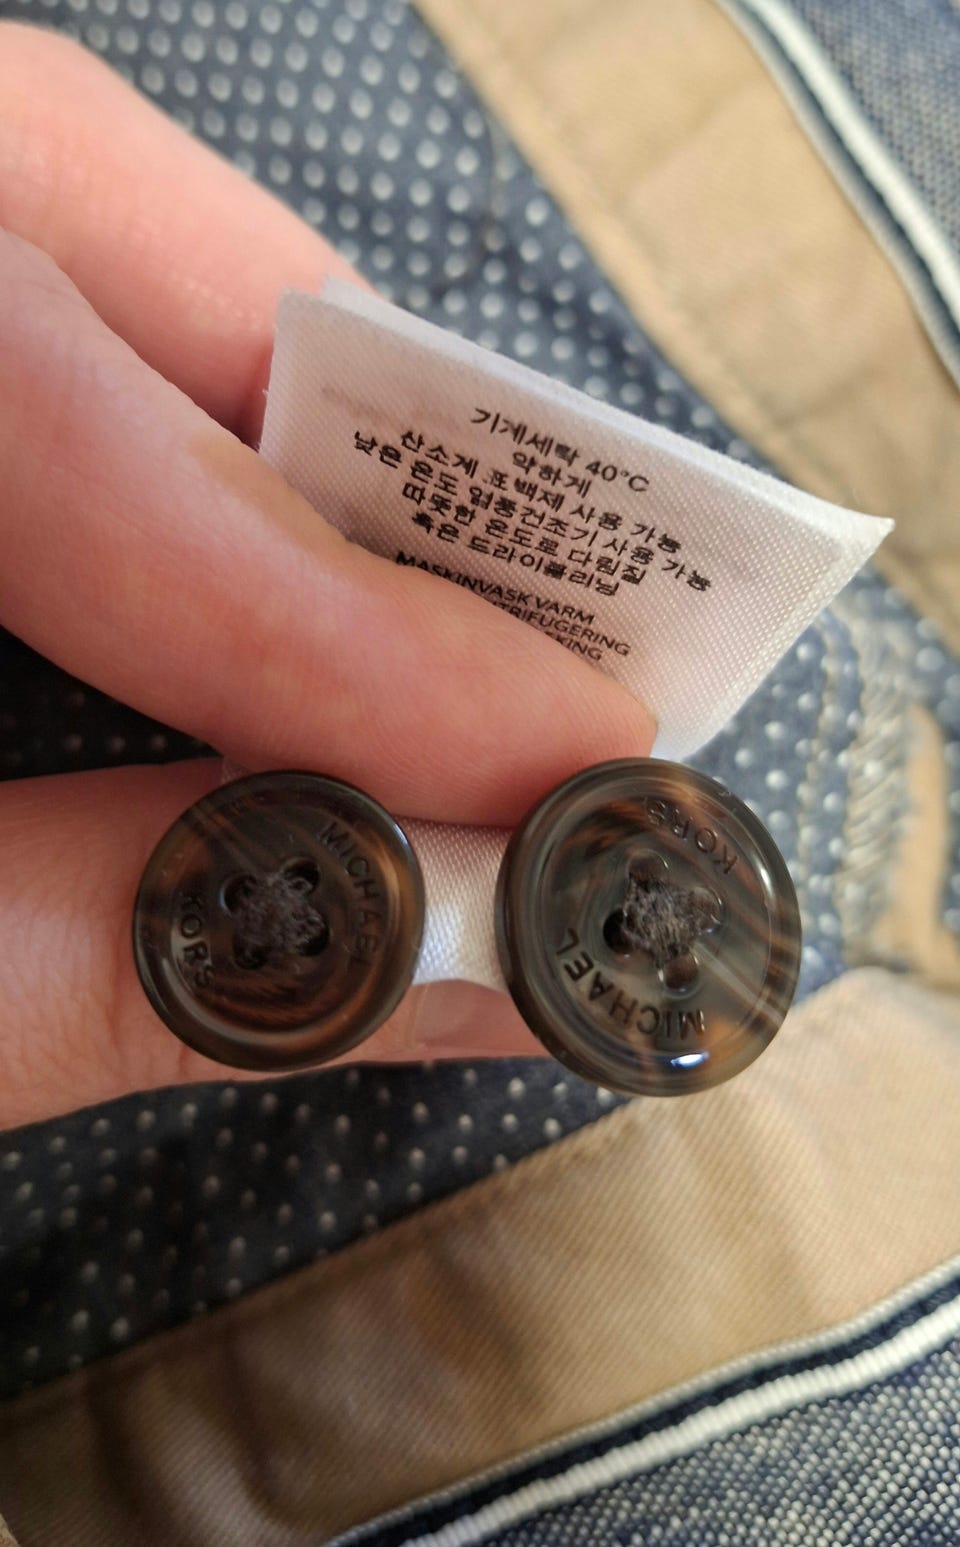 기계세탁 40°C
약하게
산소계 표백제 사용 가능
낮은 온도 열풍건조기 사용 가능
따뜻한 온도로 다림질
혹은 드라이클리닝
MASKINVASK VARM
MICHAEL KORS
MICHAEL KORS